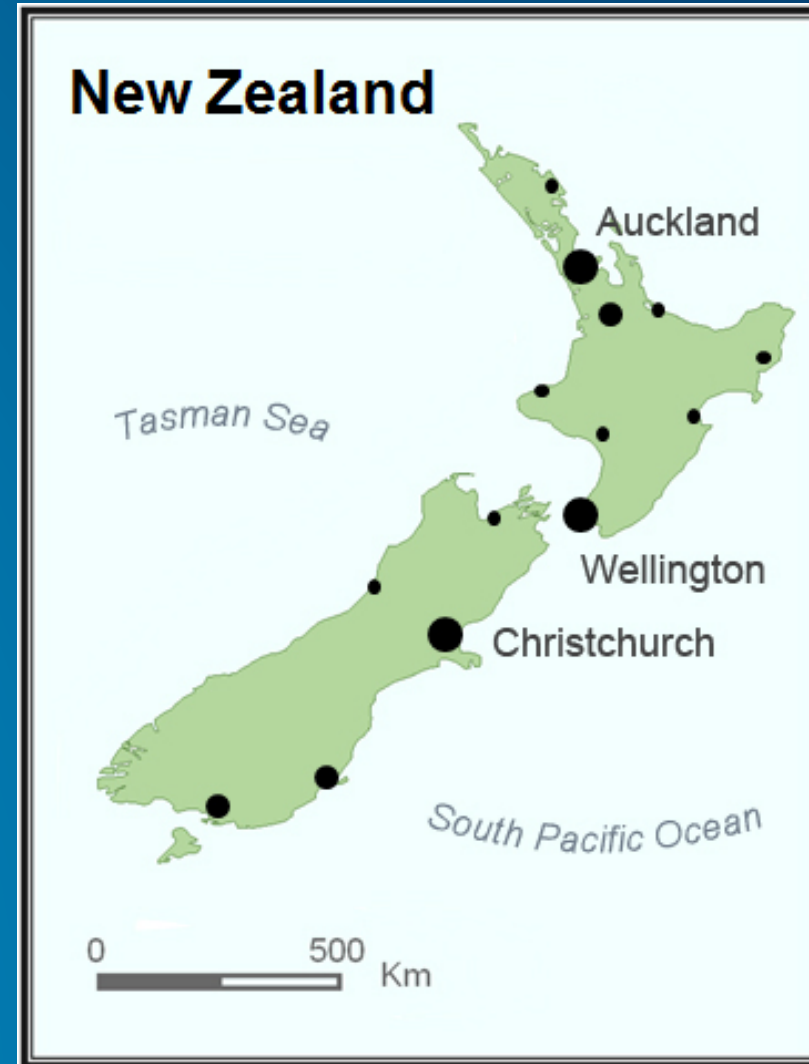 New Zealand
Auckland
Tasman Sea
Wellington
Christchurch
South Pacific Ocean
0 500 Km